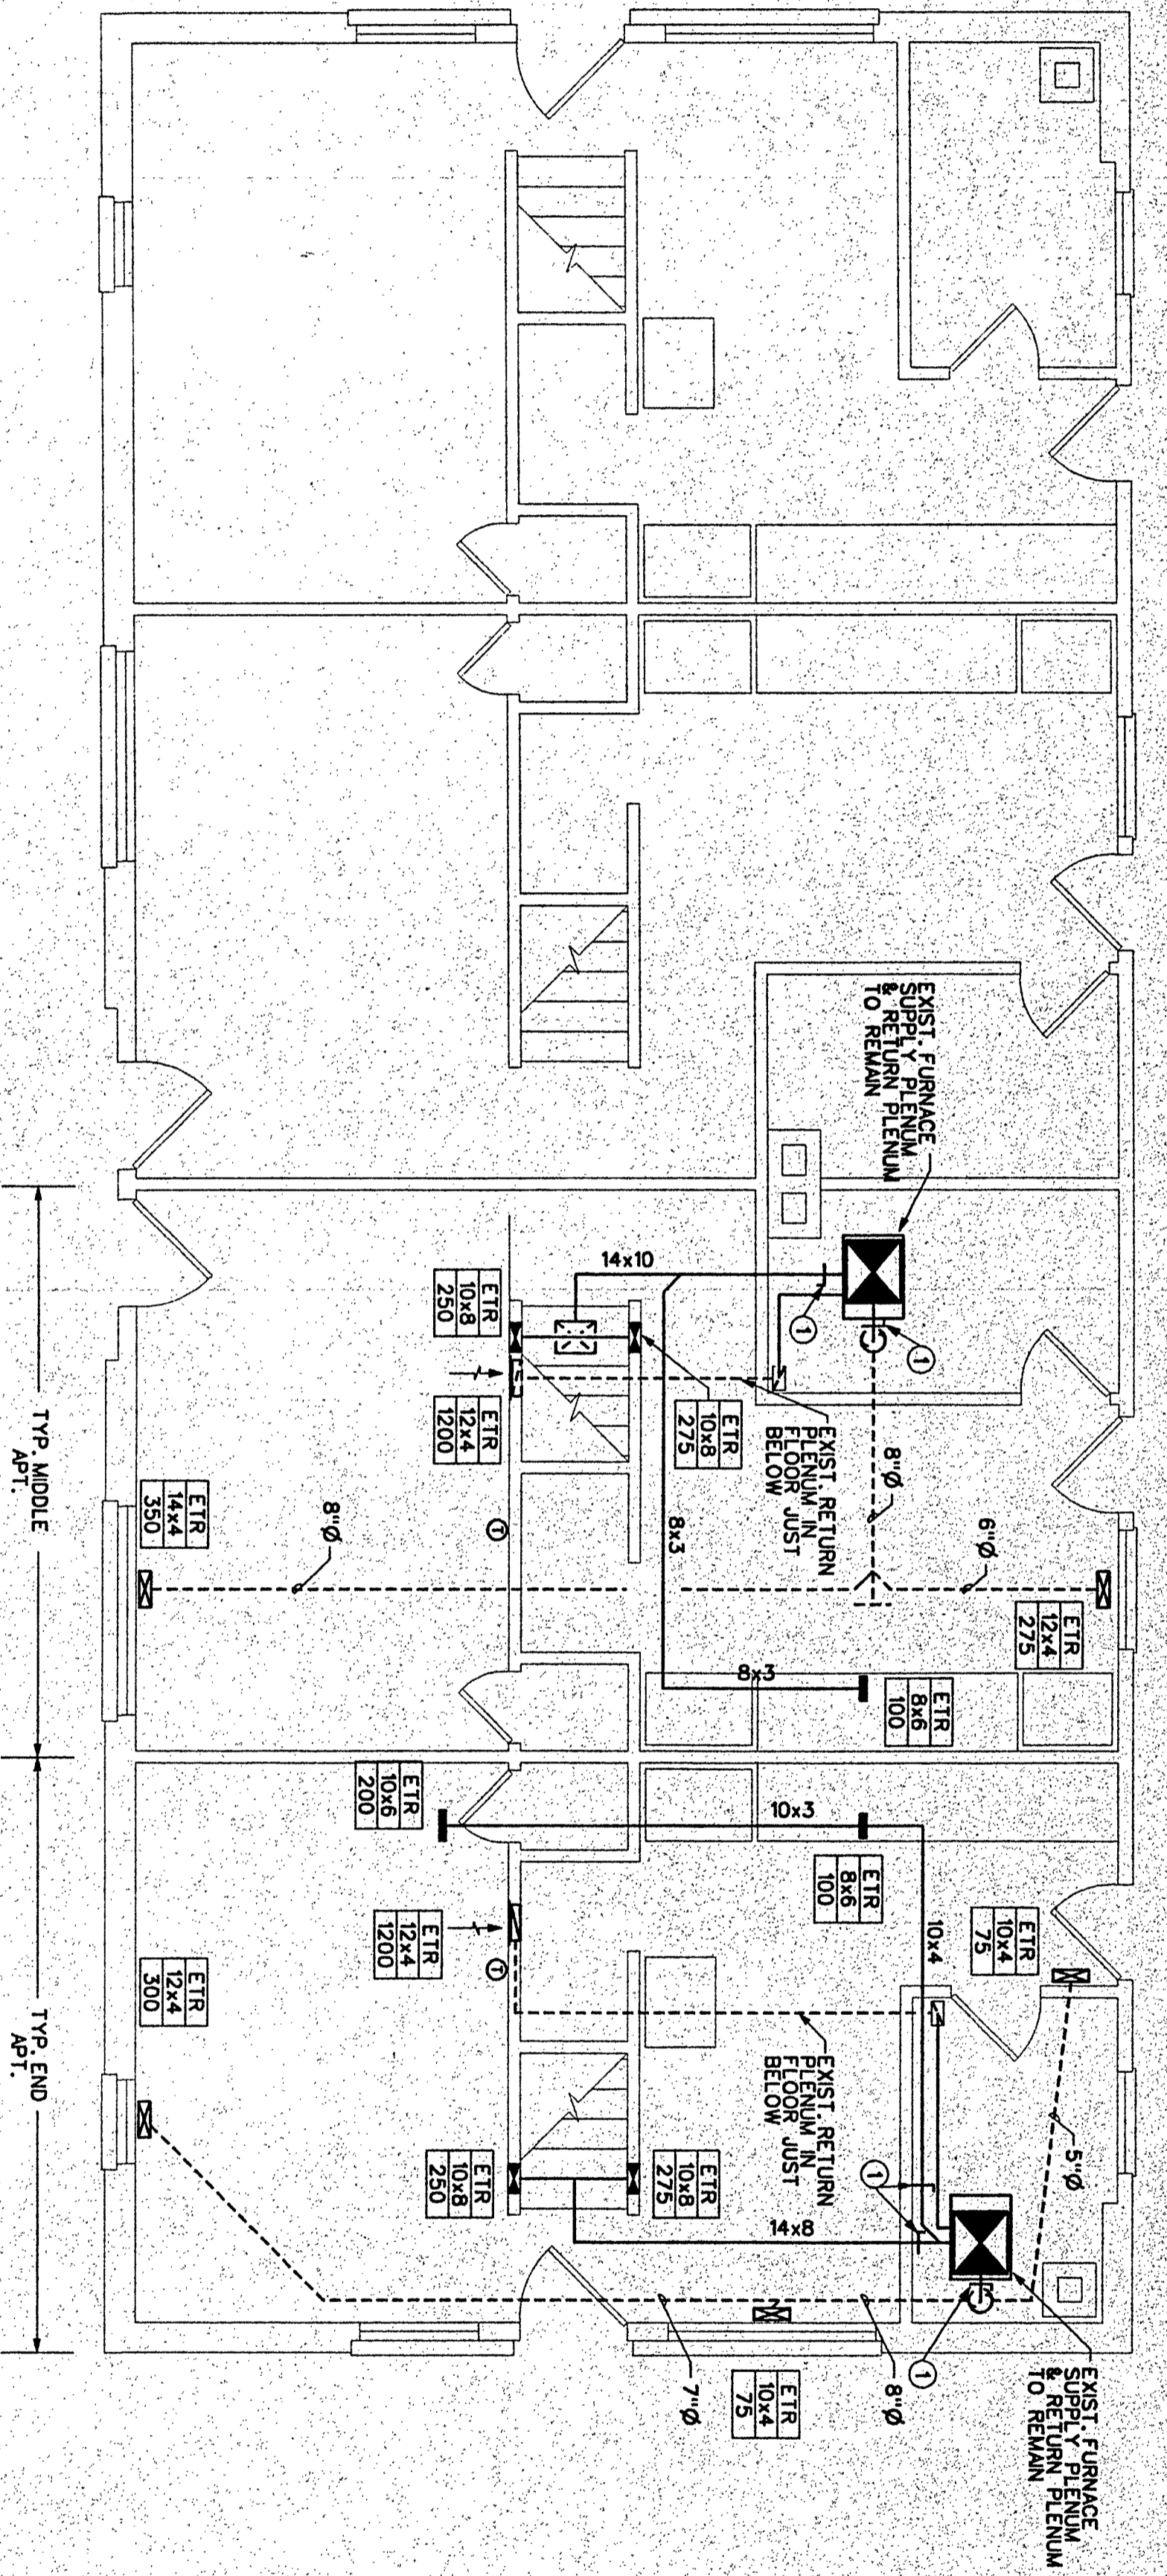 EXIST. FURNACE
SUPPLY PLENUM
& RETURN PLENUM
TO REMAIN
14x10
1
1
8"Ø
6"Ø
ETR
12x4
275
ETR
10x8
250
ETR
12x4
1200
ETR
10x8
275
EXIST. RETURN
PLENUM IN
FLOOR JUST
BELOW
8x3
8x3
T
8"Ø
ETR
14x4
350
ETR
8x6
100
TYP. MIDDLE
APT.
ETR
10x6
200
10x3
ETR
8x6
100
10x4
ETR
10x4
75
ETR
12x4
1200
T
ETR
12x4
300
EXIST. RETURN
PLENUM IN
FLOOR JUST
BELOW
5"Ø
1
ETR
10x8
250
ETR
10x8
275
14x8
TYP. END
APT.
EXIST. FURNACE
SUPPLY PLENUM
& RETURN PLENUM
TO REMAIN
1
8"Ø
7"Ø
ETR
10x4
75